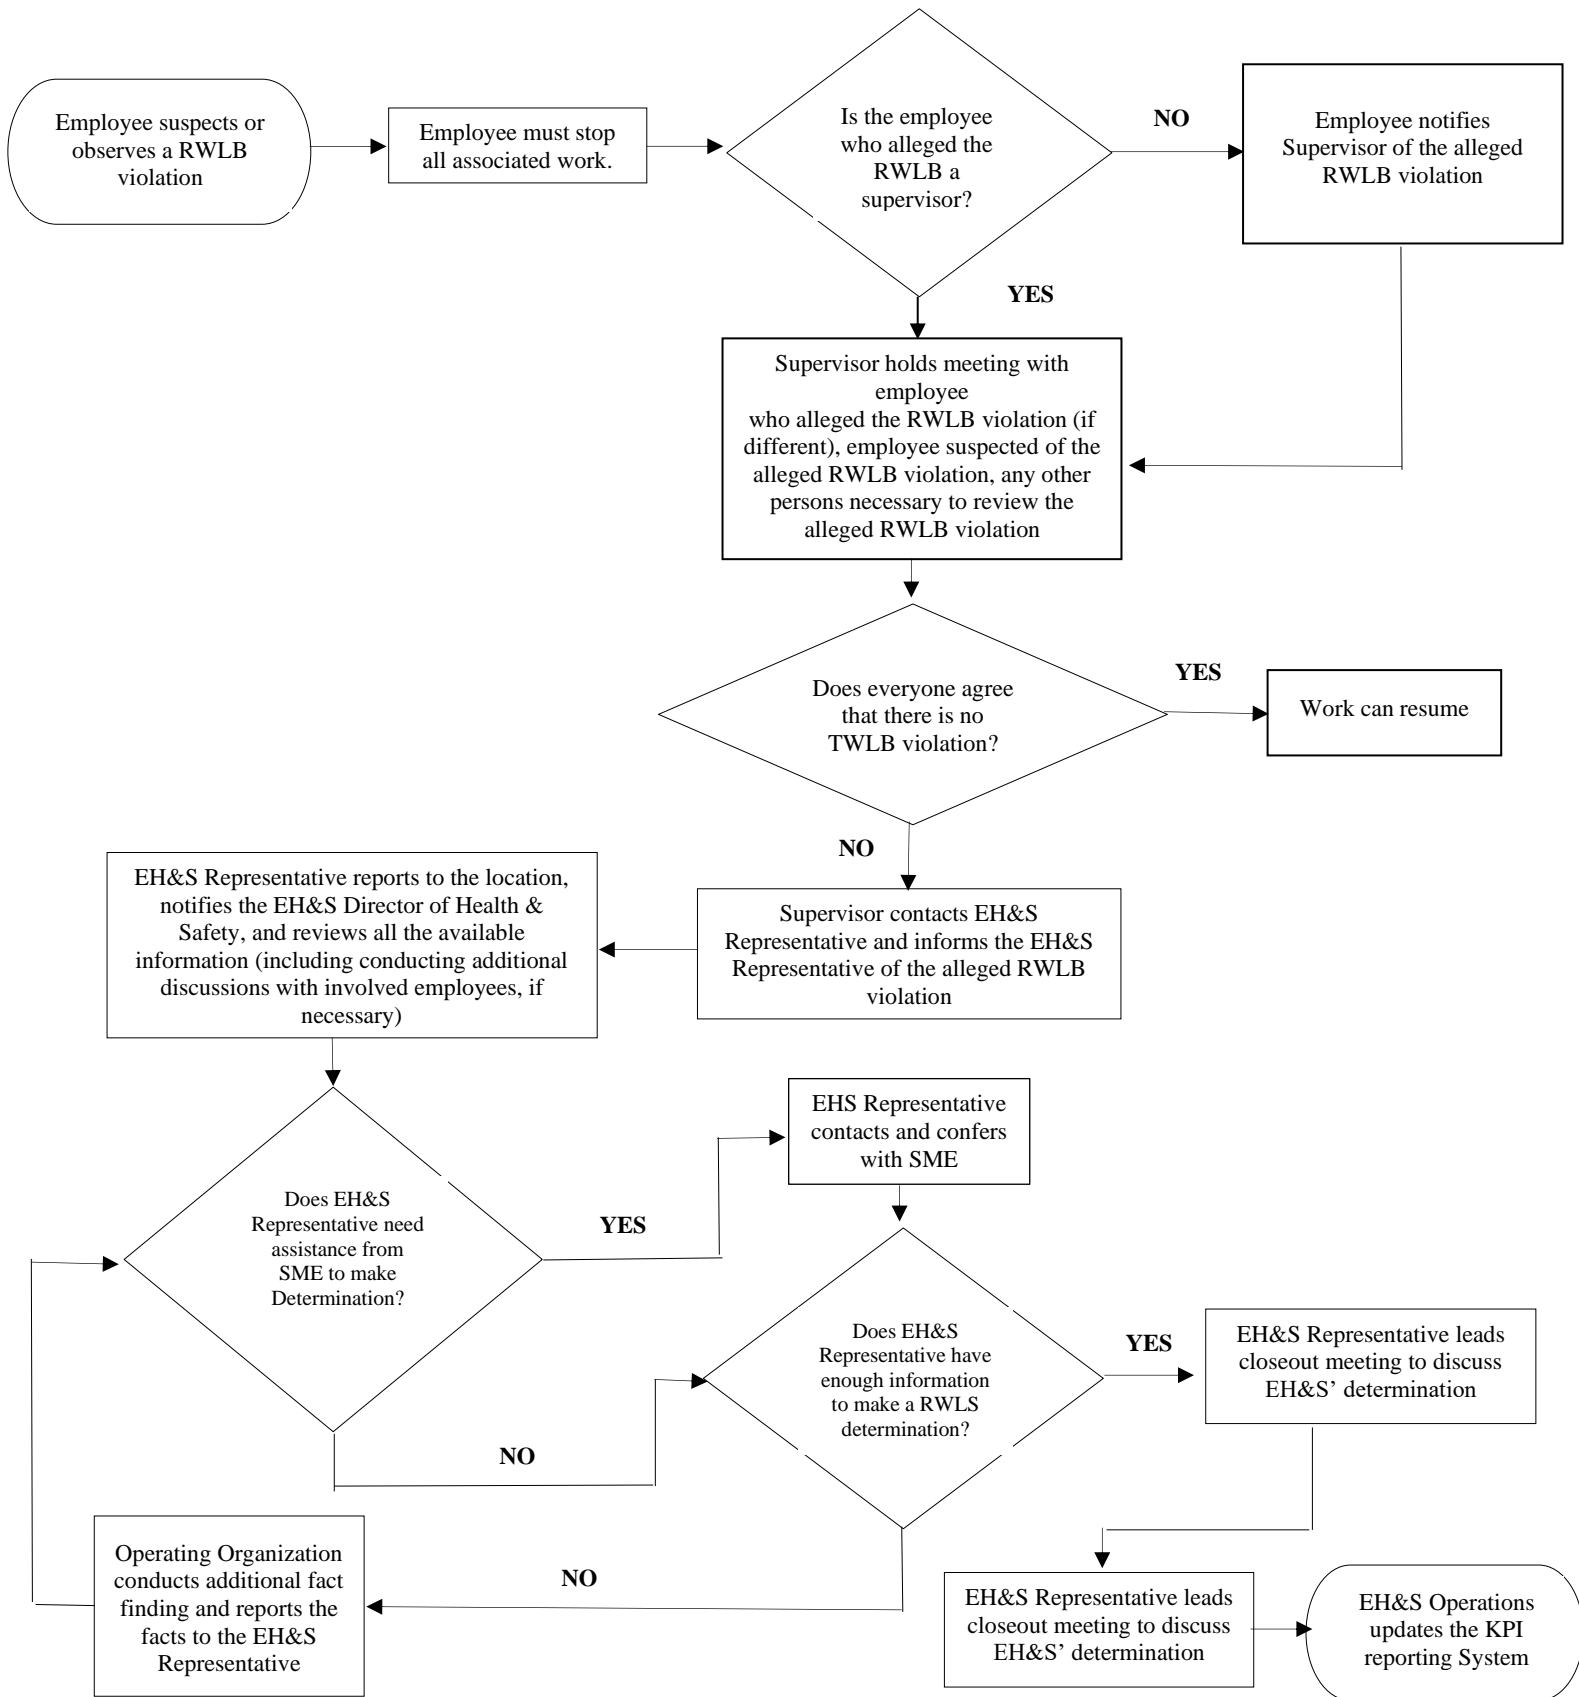 Employee suspects or
observes a RWLB
violation
Employee must stop
all associated work.
Is the employee
who alleged the
RWLB a
supervisor?
NO
Employee notifies
Supervisor of the alleged
RWLB violation
YES
Supervisor holds meeting with
employee
who alleged the RWLB violation (if
different), employee suspected of the
alleged RWLB violation, any other
persons necessary to review the
alleged RWLB violation
Does everyone agree
that there is no
TWLB violation?
YES
Work can resume
NO
Supervisor contacts EH&S
Representative and informs the EH&S
Representative of the alleged RWLB
violation
EH&S Representative reports to the location,
notifies the EH&S Director of Health &
Safety, and reviews all the available
information (including conducting additional
discussions with involved employees, if
necessary)
Does EH&S
Representative need
assistance from
SME to make
Determination?
YES
EHS Representative
contacts and confers
with SME
NO
Does EH&S
Representative have
enough information
to make a RWLS
determination?
YES
EH&S Representative leads
closeout meeting to discuss
EH&S’ determination
NO
Operating Organization
conducts additional fact
finding and reports the
facts to the EH&S
Representative
EH&S Representative leads
closeout meeting to discuss
EH&S’ determination
EH&S Operations
updates the KPI
reporting System